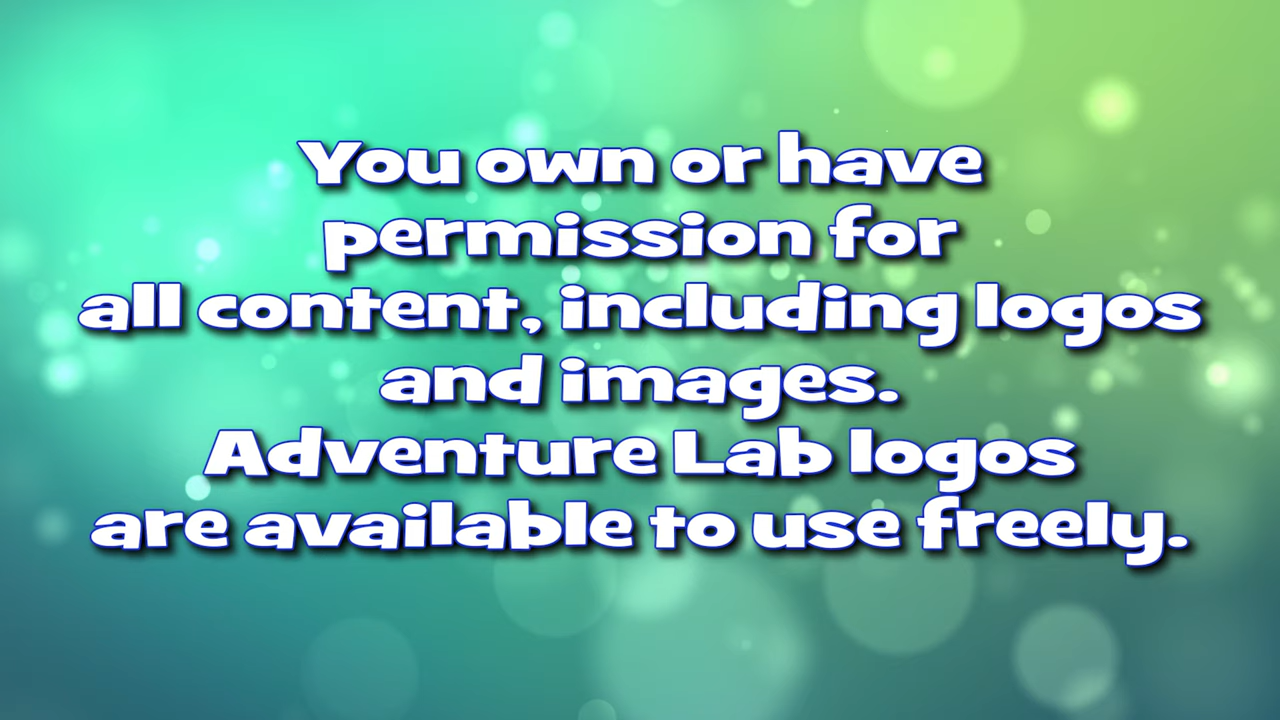 You own or have
permission for
all content, including logos
and images.
Adventure Lab logos
are available to use freely.